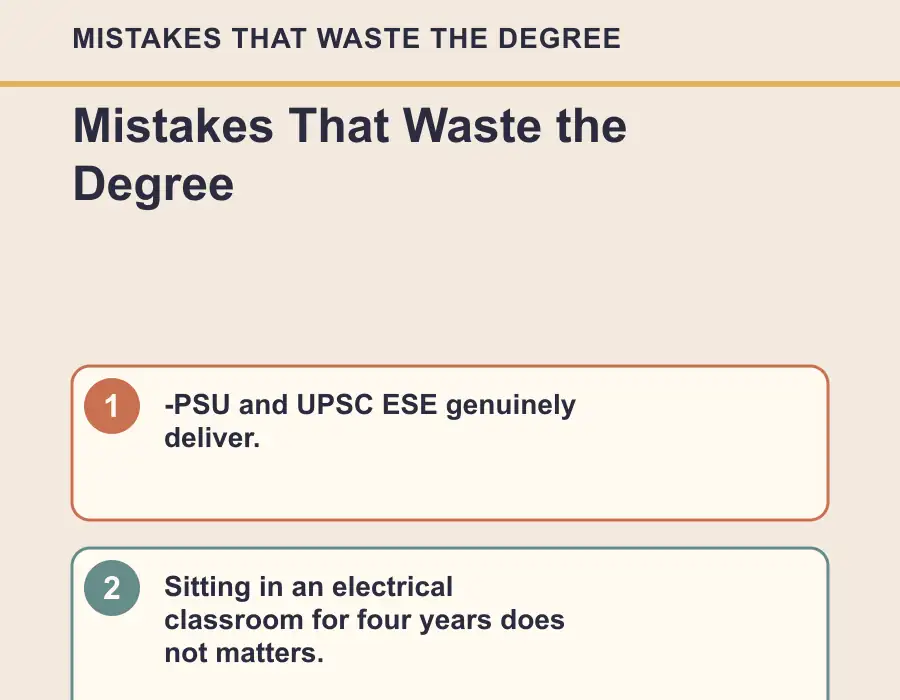 MISTAKES THAT WASTE THE DEGREE
Mistakes That Waste the
Degree
1
-PSU and UPSC ESE genuinely
deliver.
2
Sitting in an electrical
classroom for four years does
not matters.